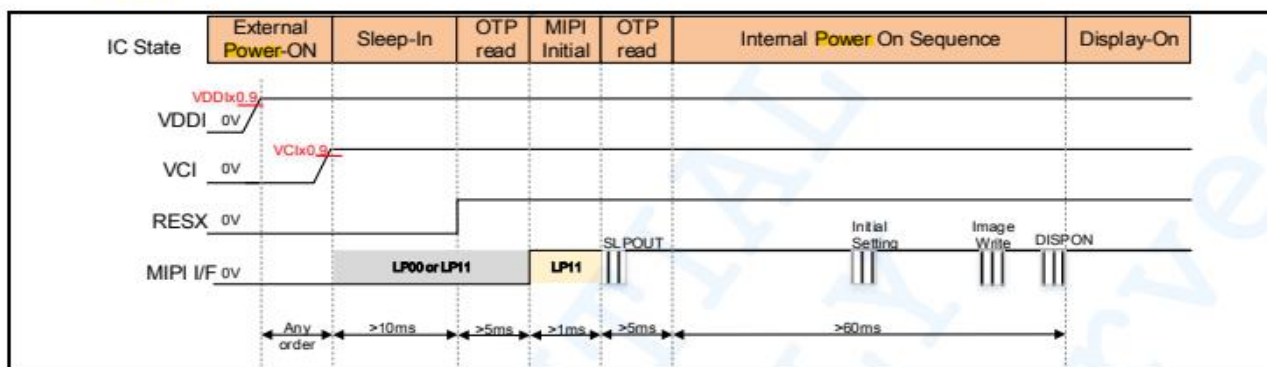 IC State
External Power-ON
Sleep-In
OTP read
MIPI Initial
OTP read
Internal Power On Sequence
Display-On
VDDIx0.9
VDDI 0V
VCIx0.9
VCI 0V
RESX 0V
SLPOUT
Initial Setting
Image Write
DISPON
MIPI I/F 0V
LP00 or LP11
LP11
Any order
>10ms
>5ms
>1ms
>5ms
>60ms